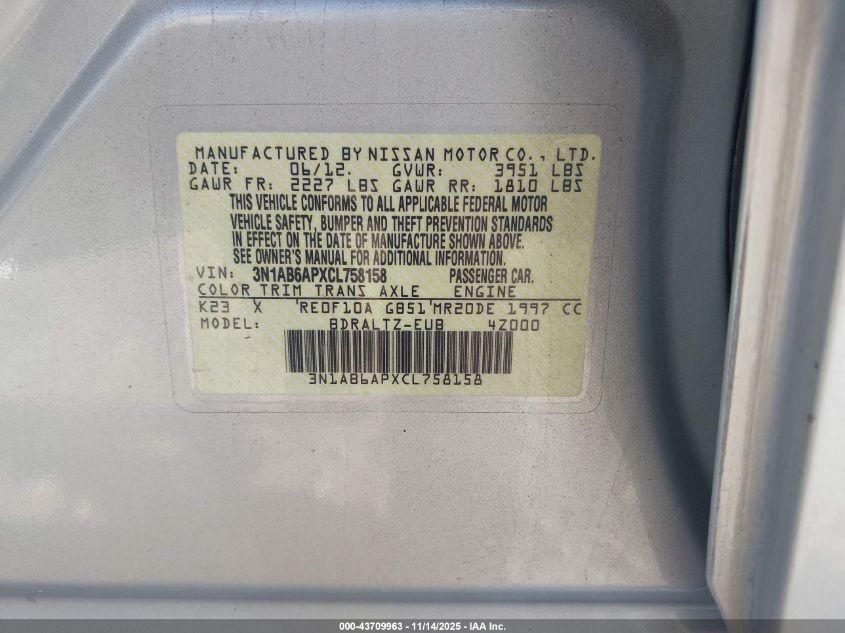 MANUFACTURED BY NISSAN MOTOR CO., LTD.
DATE: 06/12. GVWR: 3951 LBS
GAWR FR: 2227 LBS GAWR RR: 1810 LBS
THIS VEHICLE CONFORMS TO ALL APPLICABLE FEDERAL MOTOR
VEHICLE SAFETY, BUMPER AND THEFT PREVENTION STANDARDS
IN EFFECT ON THE DATE OF MANUFACTURE SHOWN ABOVE.
SEE OWNER'S MANUAL FOR ADDITIONAL INFORMATION.
VIN: 3N1AB6APXCL758158 PASSENGER CAR.
COLOR TRIM TRANS AXLE ENGINE
K23 X 'RE0F10A GB51'MR20DE 1997 CC
MODEL: BDRALTZ-EUB 4Z000
3N1AB6APXCL758158
000-43709963 - 11/14/2025 - IAA Inc.